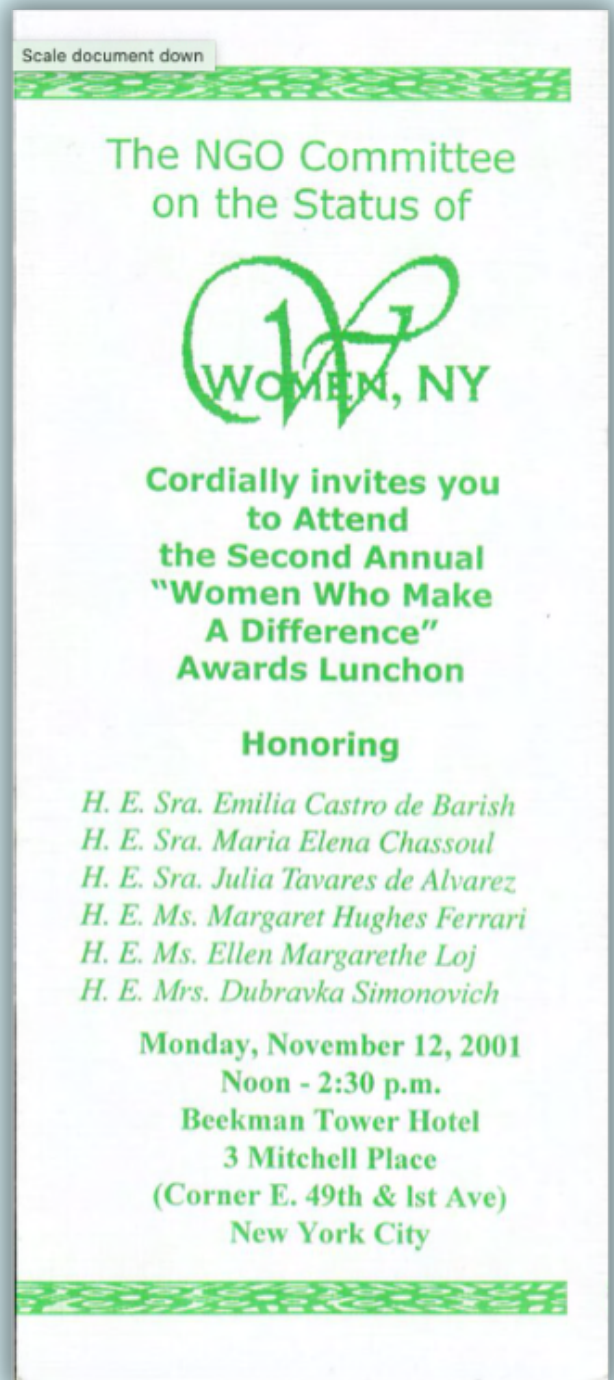 Scale document down
The NGO Committee
on the Status of
W
WOMEN, NY
Cordially invites you
to Attend
the Second Annual
“Women Who Make
A Difference”
Awards Lunchon
Honoring
H. E. Sra. Emilia Castro de Barish
H. E. Sra. Maria Elena Chassoul
H. E. Sra. Julia Tavares de Alvarez
H. E. Ms. Margaret Hughes Ferrari
H. E. Ms. Ellen Margarethe Loj
H. E. Mrs. Dubravka Simonovich
Monday, November 12, 2001
Noon - 2:30 p.m.
Beekman Tower Hotel
3 Mitchell Place
(Corner E. 49th & lst Ave)
New York City